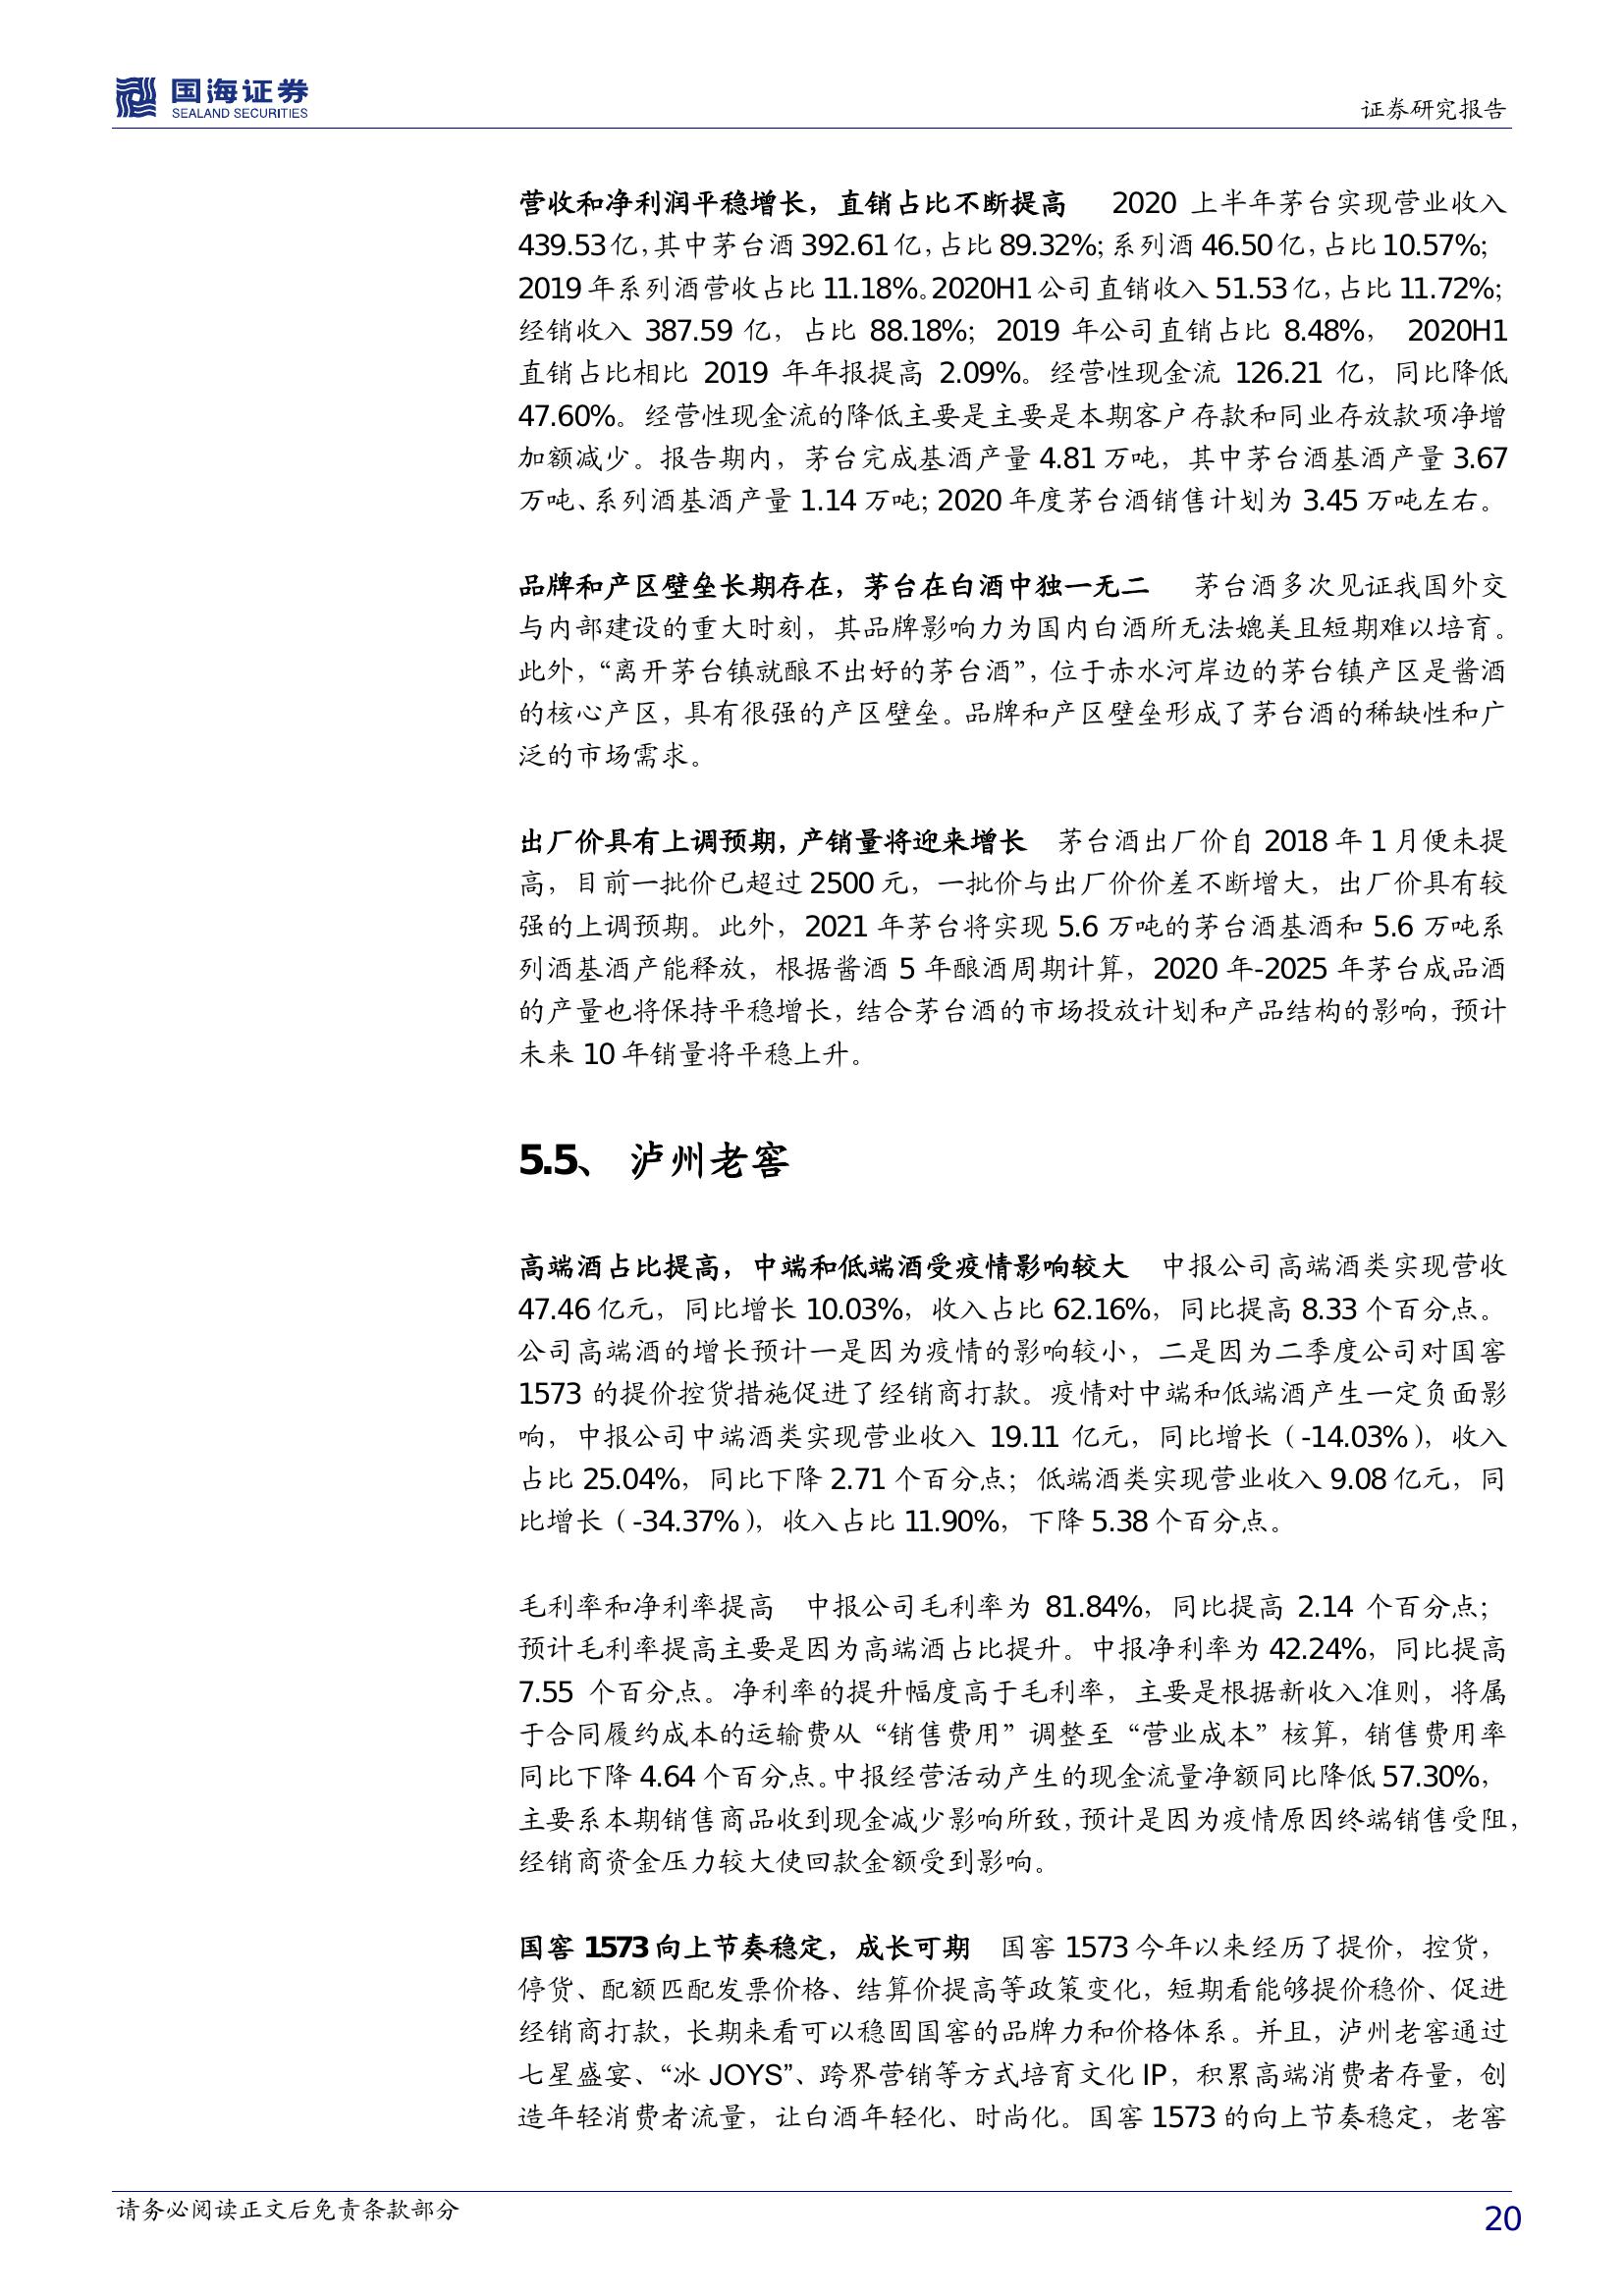 国海证券
SEALAND SECURITIES
证券研究报告
营收和净利润平稳增长，直销占比不断提高 2020 上半年茅台实现营业收入
439.53亿，其中茅台酒392.61亿，占比89.32%；系列酒46.50亿，占比10.57%；
2019年系列酒营收占比11.18%。2020H1公司直销收入51.53亿，占比11.72%；
经销收入 387.59 亿，占比 88.18%；2019 年公司直销占比 8.48%， 2020H1
直销占比相比 2019 年年报提高 2.09%。经营性现金流 126.21 亿，同比降低
47.60%。经营性现金流的降低主要是主要是本期客户存款和同业存放款项净增
加额减少。报告期内，茅台完成基酒产量 4.81 万吨，其中茅台酒基酒产量 3.67
万吨、系列酒基酒产量 1.14 万吨；2020 年度茅台酒销售计划为 3.45 万吨左右。
品牌和产区壁垒长期存在，茅台在白酒中独一无二 茅台酒多次见证我国外交
与内部建设的重大时刻，其品牌影响力为国内白酒所无法媲美且短期难以培育。
此外，“离开茅台镇就酿不出好的茅台酒”，位于赤水河岸边的茅台镇产区是酱酒
的核心产区，具有很强的产区壁垒。品牌和产区壁垒形成了茅台酒的稀缺性和广
泛的市场需求。
出厂价具有上调预期，产销量将迎来增长 茅台酒出厂价自 2018 年 1 月便未提
高，目前一批价已超过 2500 元，一批价与出厂价价差不断增大，出厂价具有较
强的上调预期。此外，2021 年茅台将实现 5.6 万吨的茅台酒基酒和 5.6 万吨系
列酒基酒产能释放，根据酱酒 5 年酿酒周期计算，2020 年-2025 年茅台成品酒
的产量也将保持平稳增长，结合茅台酒的市场投放计划和产品结构的影响，预计
未来 10 年销量将平稳上升。
5.5、 泸州老窖
高端酒占比提高，中端和低端酒受疫情影响较大 中报公司高端酒类实现营收
47.46 亿元，同比增长 10.03%，收入占比 62.16%，同比提高 8.33 个百分点。
公司高端酒的增长预计一是因为疫情的影响较小，二是因为二季度公司对国窖
1573 的提价控货措施促进了经销商打款。疫情对中端和低端酒产生一定负面影
响，中报公司中端酒类实现营业收入 19.11 亿元，同比增长（-14.03%），收入
占比 25.04%，同比下降 2.71 个百分点；低端酒类实现营业收入 9.08 亿元，同
比增长（-34.37%），收入占比 11.90%，下降 5.38 个百分点。
毛利率和净利率提高 中报公司毛利率为 81.84%，同比提高 2.14 个百分点；
预计毛利率提高主要是因为高端酒占比提升。中报净利率为 42.24%，同比提高
7.55 个百分点。净利率的提升幅度高于毛利率，主要是根据新收入准则，将属
于合同履约成本的运输费从“销售费用”调整至“营业成本”核算，销售费用率
同比下降 4.64 个百分点。中报经营活动产生的现金流量净额同比降低 57.30%，
主要系本期销售商品收到现金减少影响所致，预计是因为疫情原因终端销售受阻，
经销商资金压力较大使回款金额受到影响。
国窖 1573 向上节奏稳定，成长可期 国窖 1573 今年以来经历了提价，控货，
停货、配额匹配发票价格、结算价提高等政策变化，短期看能够提价稳价、促进
经销商打款，长期来看可以稳固国窖的品牌力和价格体系。并且，泸州老窖通过
七星盛宴、“冰 JOYS”、跨界营销等方式培育文化 IP，积累高端消费者存量，创
造年轻消费者流量，让白酒年轻化、时尚化。国窖 1573 的向上节奏稳定，老窖
请务必阅读正文后免责条款部分
20